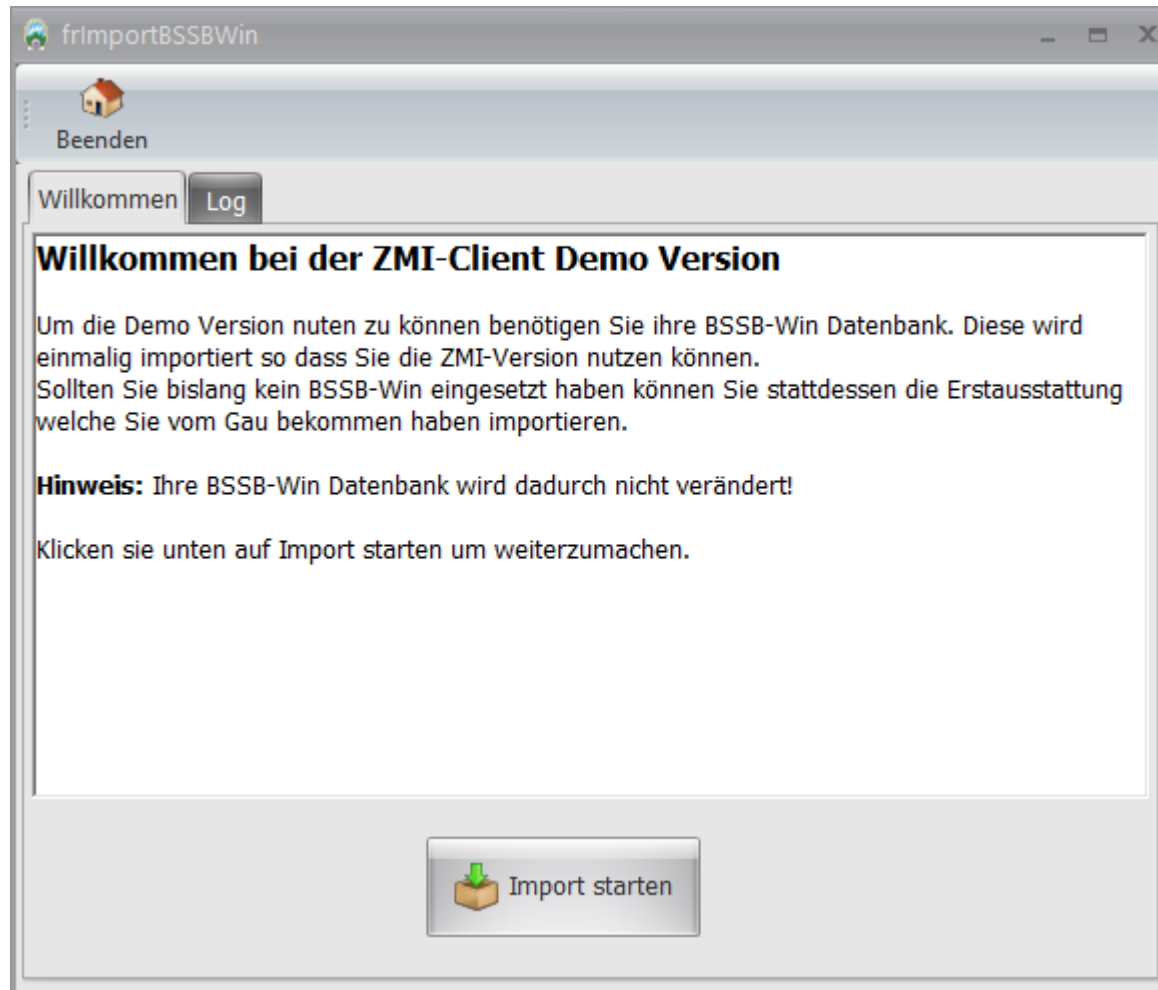 frImportBSSBWin
Beenden
Willkommen Log
Willkommen bei der ZMI-Client Demo Version
Um die Demo Version nuten zu können benötigen Sie ihre BSSB-Win Datenbank. Diese wird
einmalig importiert so dass Sie die ZMI-Version nutzen können.
Sollten Sie bislang kein BSSB-Win eingesetzt haben können Sie stattdessen die Erstausstattung
welche Sie vom Gau bekommen haben importieren.
Hinweis: Ihre BSSB-Win Datenbank wird dadurch nicht verändert!
Klicken sie unten auf Import starten um weiterzumachen.
Import starten